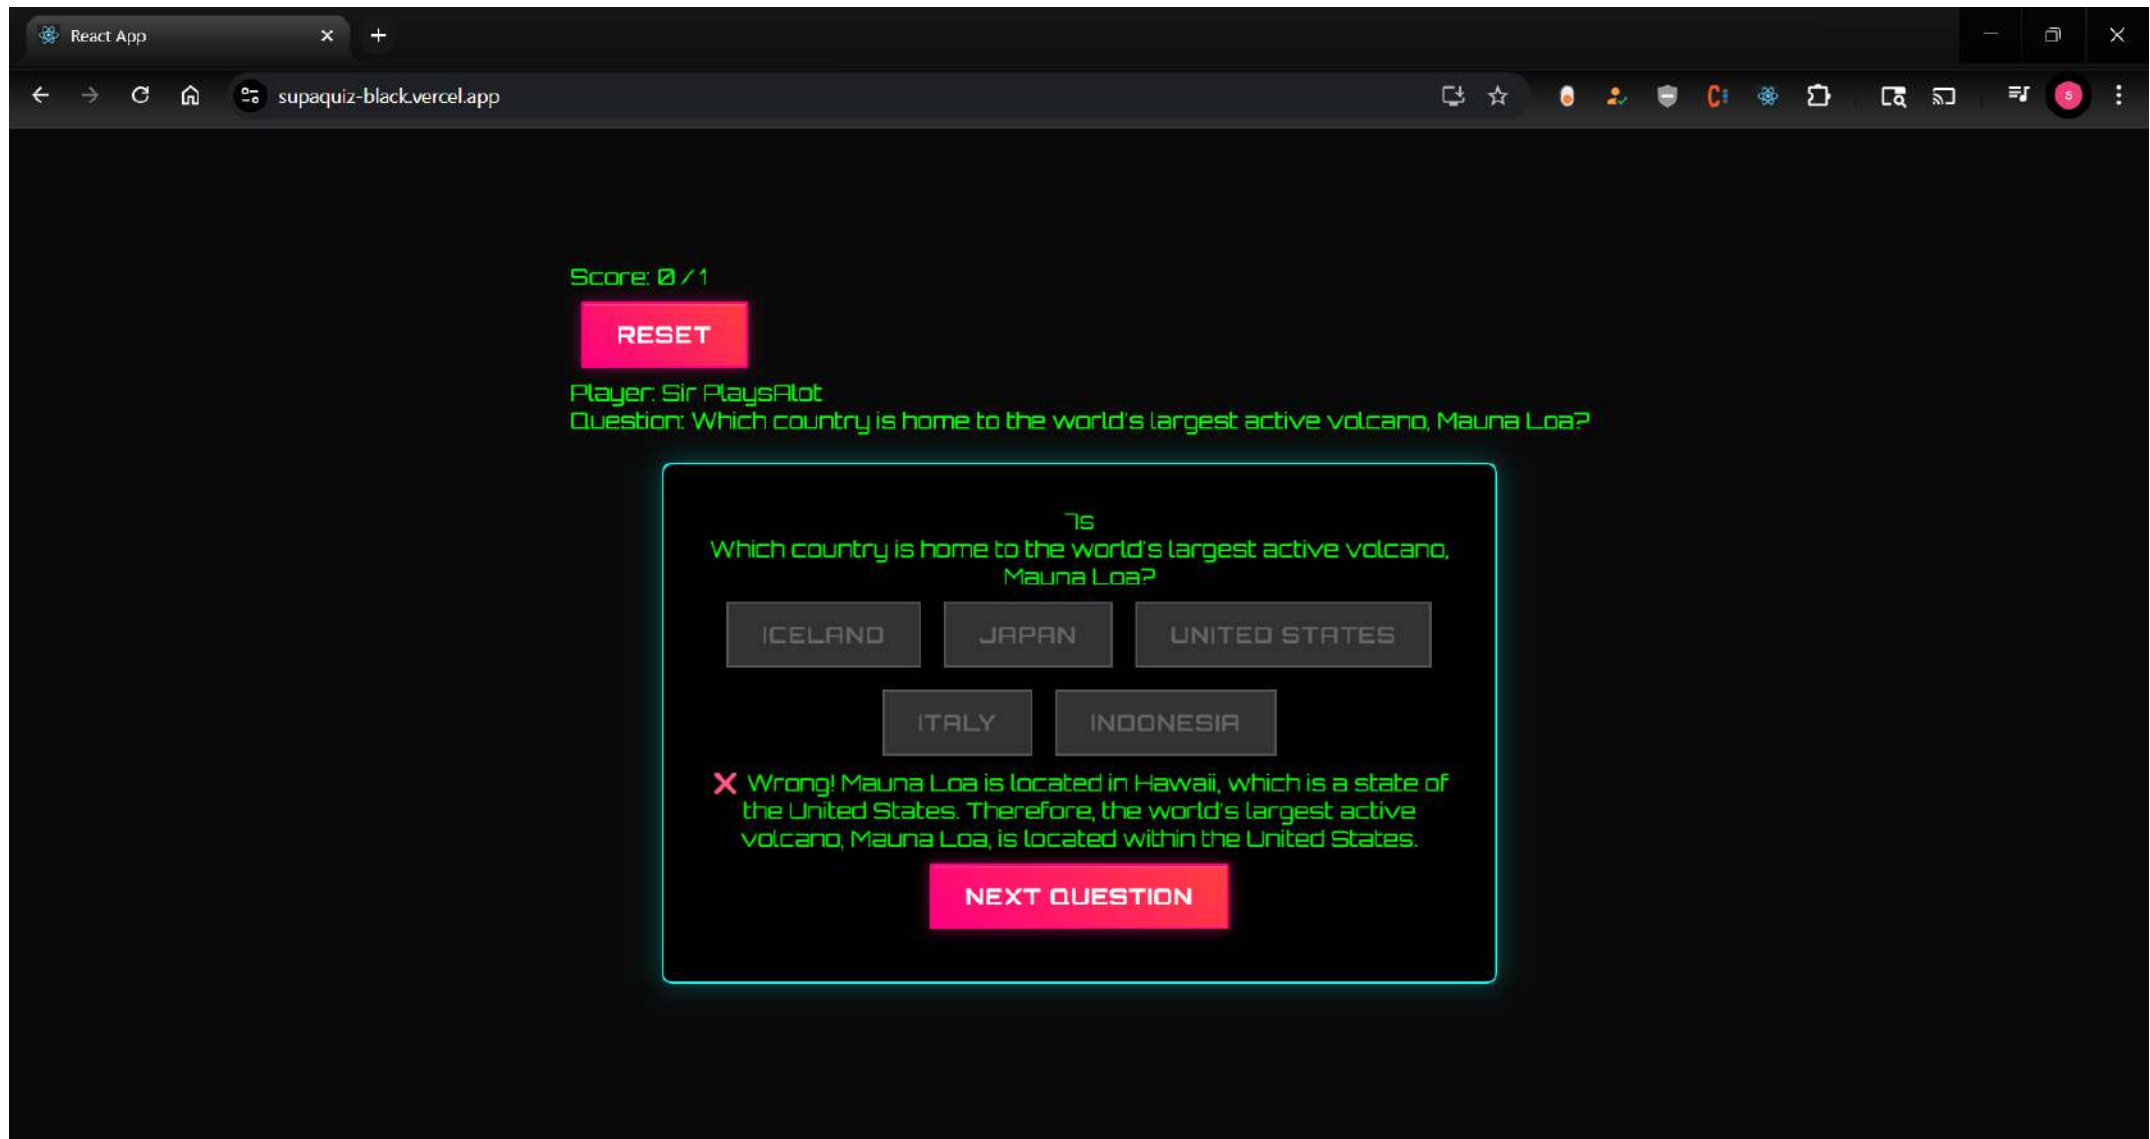 React App
supaquiz-black.vercel.app
S
Score: 0 / 1
RESET
Player: Sir PlaysAlot
Question: Which country is home to the world's largest active volcano, Mauna Loa?
7s
Which country is home to the world's largest active volcano,
Mauna Loa?
ICELAND JAPAN UNITED STATES
ITALY INDONESIA
❌ Wrong! Mauna Loa is located in Hawaii, which is a state of
the United States. Therefore, the world's largest active
volcano, Mauna Loa, is located within the United States.
NEXT QUESTION